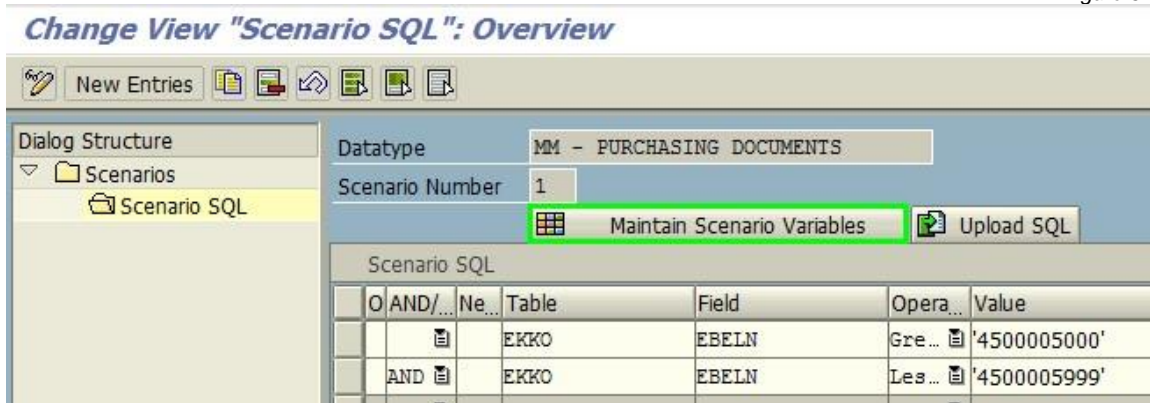 Change View "Scenario SQL": Overview
New Entries
Dialog Structure
Scenarios
Scenario SQL
Datatype MM - PURCHASING DOCUMENTS
Scenario Number 1
Maintain Scenario Variables Upload SQL
Scenario SQL
O AND/... Ne... Table Field Opera... Value
EKKO EBELN Gre... '4500005000'
AND EKKO EBELN Les... '4500005999'